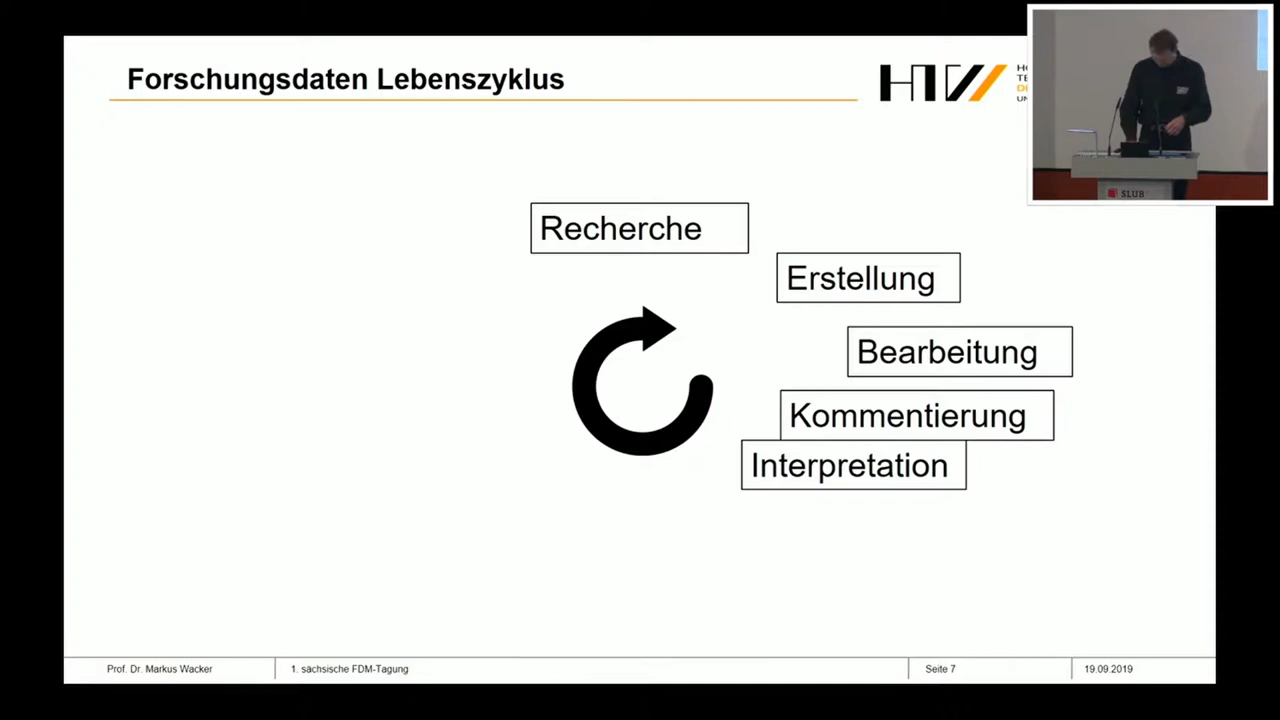 Forschungsdaten Lebenszyklus
HTW
Recherche
Erstellung
Bearbeitung
Kommentierung
Interpretation
SLUB
Prof. Dr. Markus Wacker
1. sächsische FDM-Tagung
Seite 7
19.09.2019